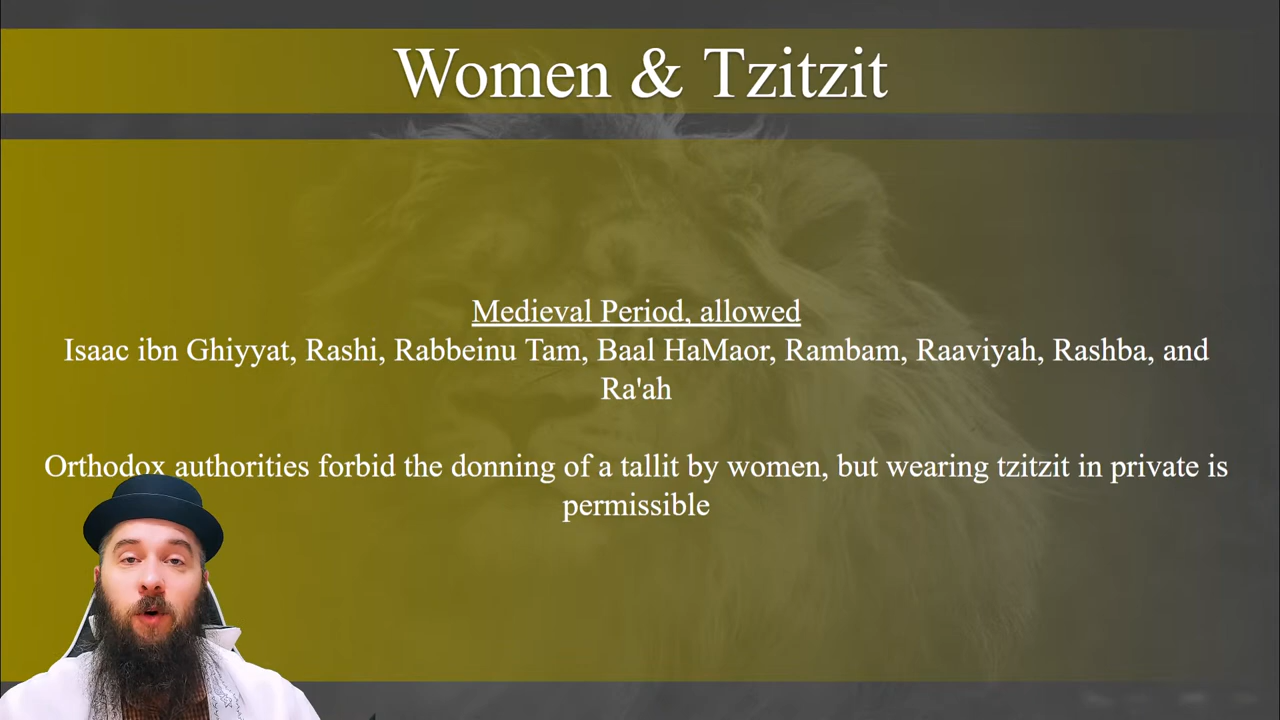 Women & Tzitzit
Medieval Period, allowed
Isaac ibn Ghiyyat, Rashi, Rabbeinu Tam, Baal HaMaor, Rambam, Raaviyah, Rashba, and
Ra'ah
Orthodox authorities forbid the donning of a tallit by women, but wearing tzitzit in private is
permissible